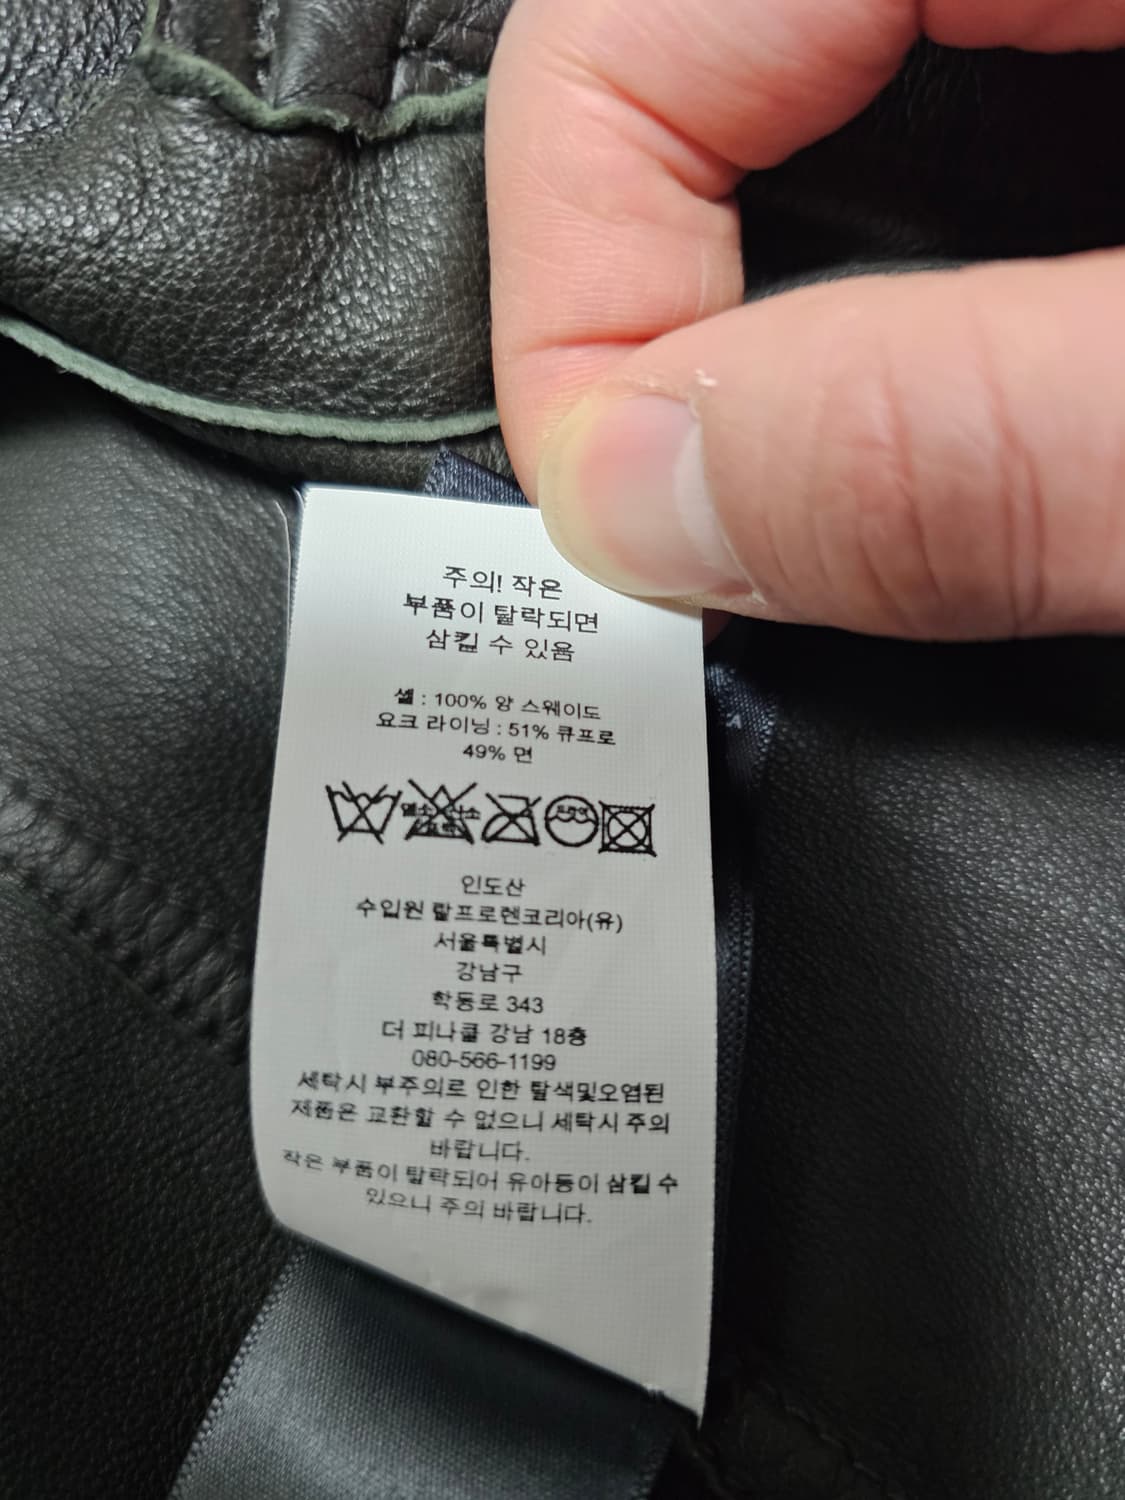 주의! 작은
부품이 탈락되면
삼킬 수 있음
셸 : 100% 양 스웨이드
요크 라이닝 : 51% 큐프로
49% 면
인도산
수입원 랄프로렌코리아(유)
서울특별시
강남구
학동로 343
더 피나클 강남 18층
080-566-1199
세탁시 부주의로 인한 탈색및오염된
제품은 교환할 수 없으니 세탁시 주의
바랍니다.
작은 부품이 탈락되어 유아등이 삼킬 수
있으니 주의 바랍니다.